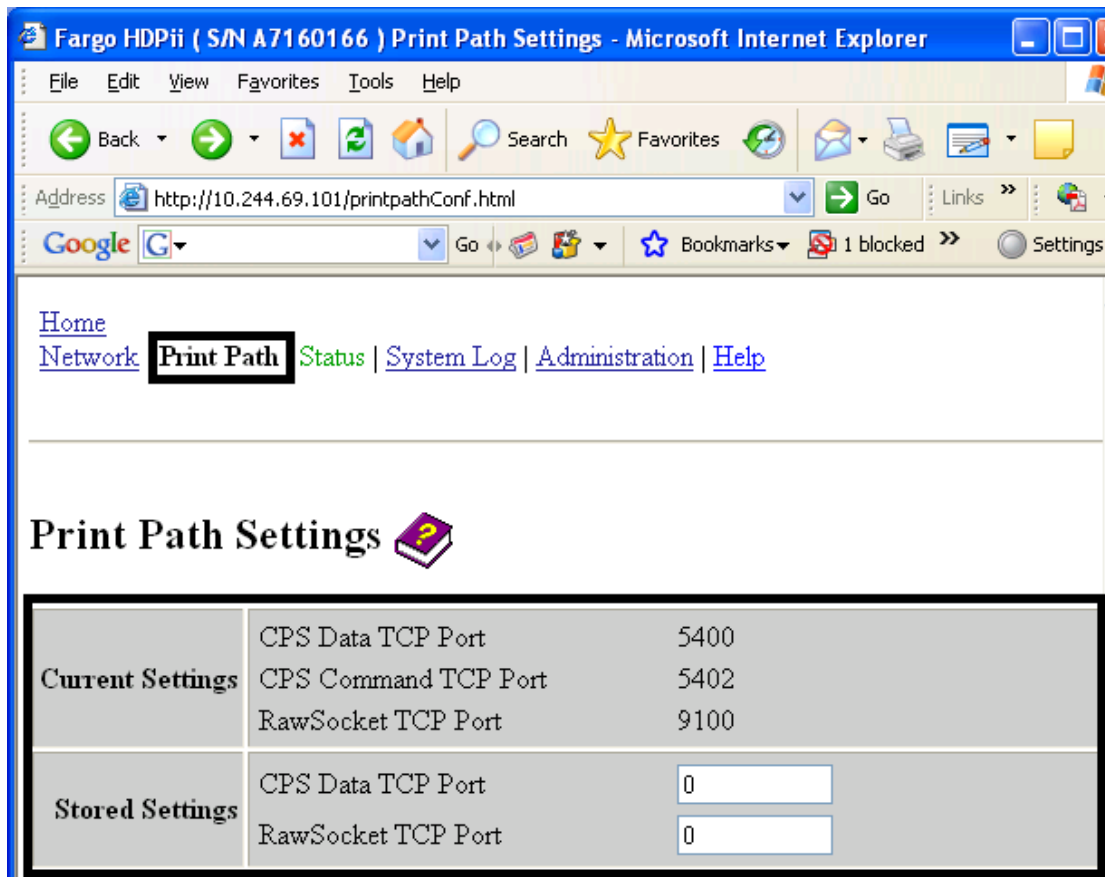 Fargo HDPii ( S/N A7160166 ) Print Path Settings - Microsoft Internet Explorer
File Edit View Favorites Tools Help
Back Search Favorites
Address http://10.244.69.101/printpathConf.html Go Links »
Google G Go Bookmarks 1 blocked » Settings
Home
Network Print Path Status | System Log | Administration | Help
Print Path Settings ?
Current Settings
CPS Data TCP Port 5400
CPS Command TCP Port 5402
RawSocket TCP Port 9100
Stored Settings
CPS Data TCP Port 0
RawSocket TCP Port 0